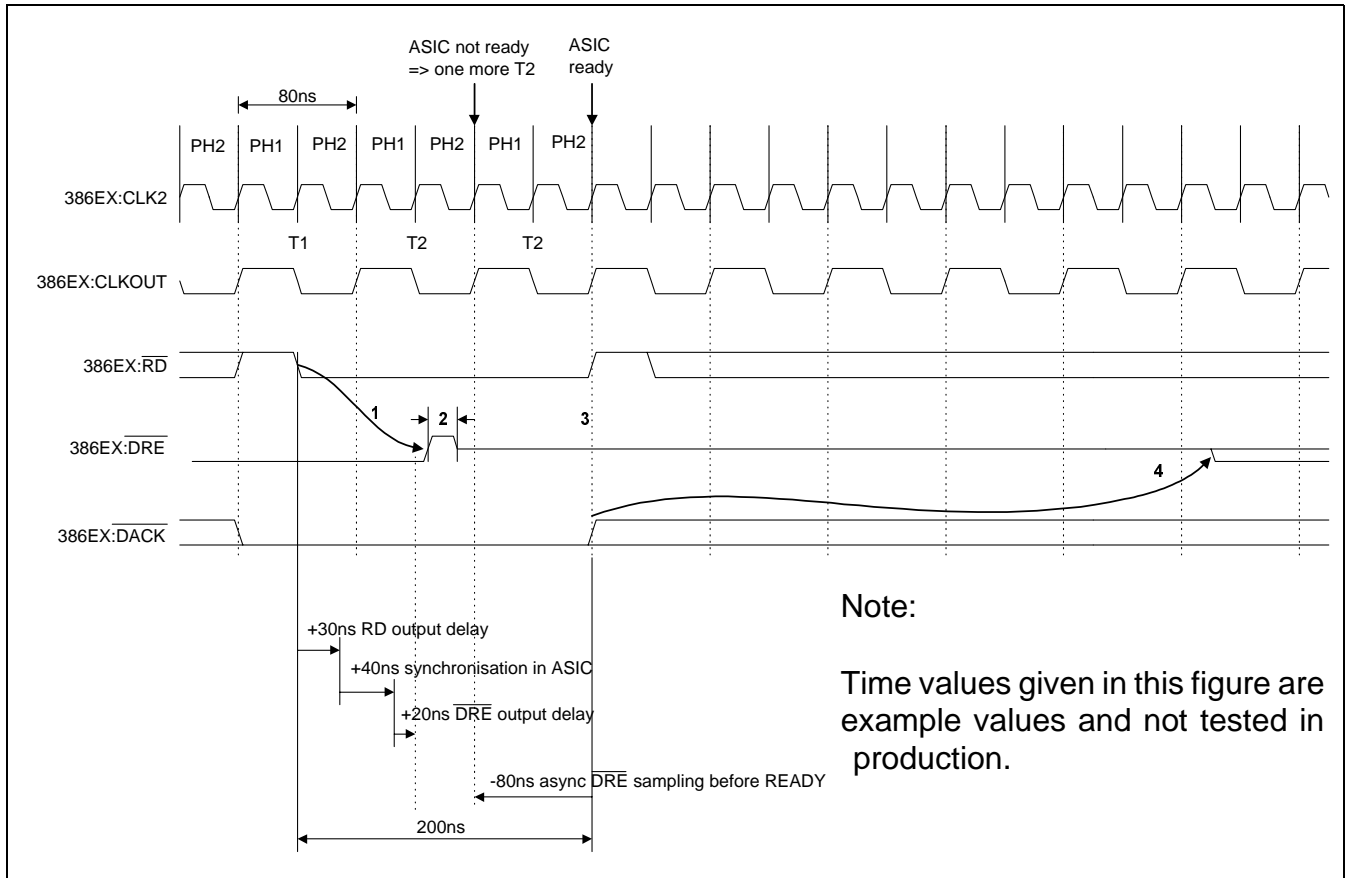 ASIC not ready
=> one more T2
ASIC
ready
80ns
PH2 PH1 PH2 PH1 PH2 PH1 PH2
386EX:CLK2
T1 T2 T2
386EX:CLKOUT
386EX:RD
1 2 3
386EX:DRE
4
386EX:DACK
+30ns RD output delay
+40ns synchronisation in ASIC
+20ns DRE output delay
-80ns async DRE sampling before READY
200ns
Note:
Time values given in this figure are
example values and not tested in
production.